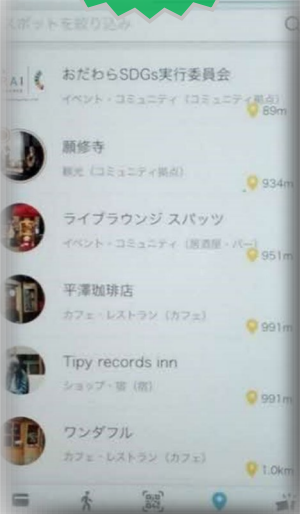 スポットを絞り込み
おだわらSDGs実行委員会
イベント・コミュニティ（コミュニティ拠点）
89m
願修寺
観光（コミュニティ拠点）
934m
ライブラウンジ スパッツ
イベント・コミュニティ（居酒屋・バー）
951m
平澤珈琲店
カフェ・レストラン（カフェ）
991m
Tipy records inn
ショップ・宿（宿）
991m
ワンダフル
カフェ・レストラン（カフェ）
1.0km